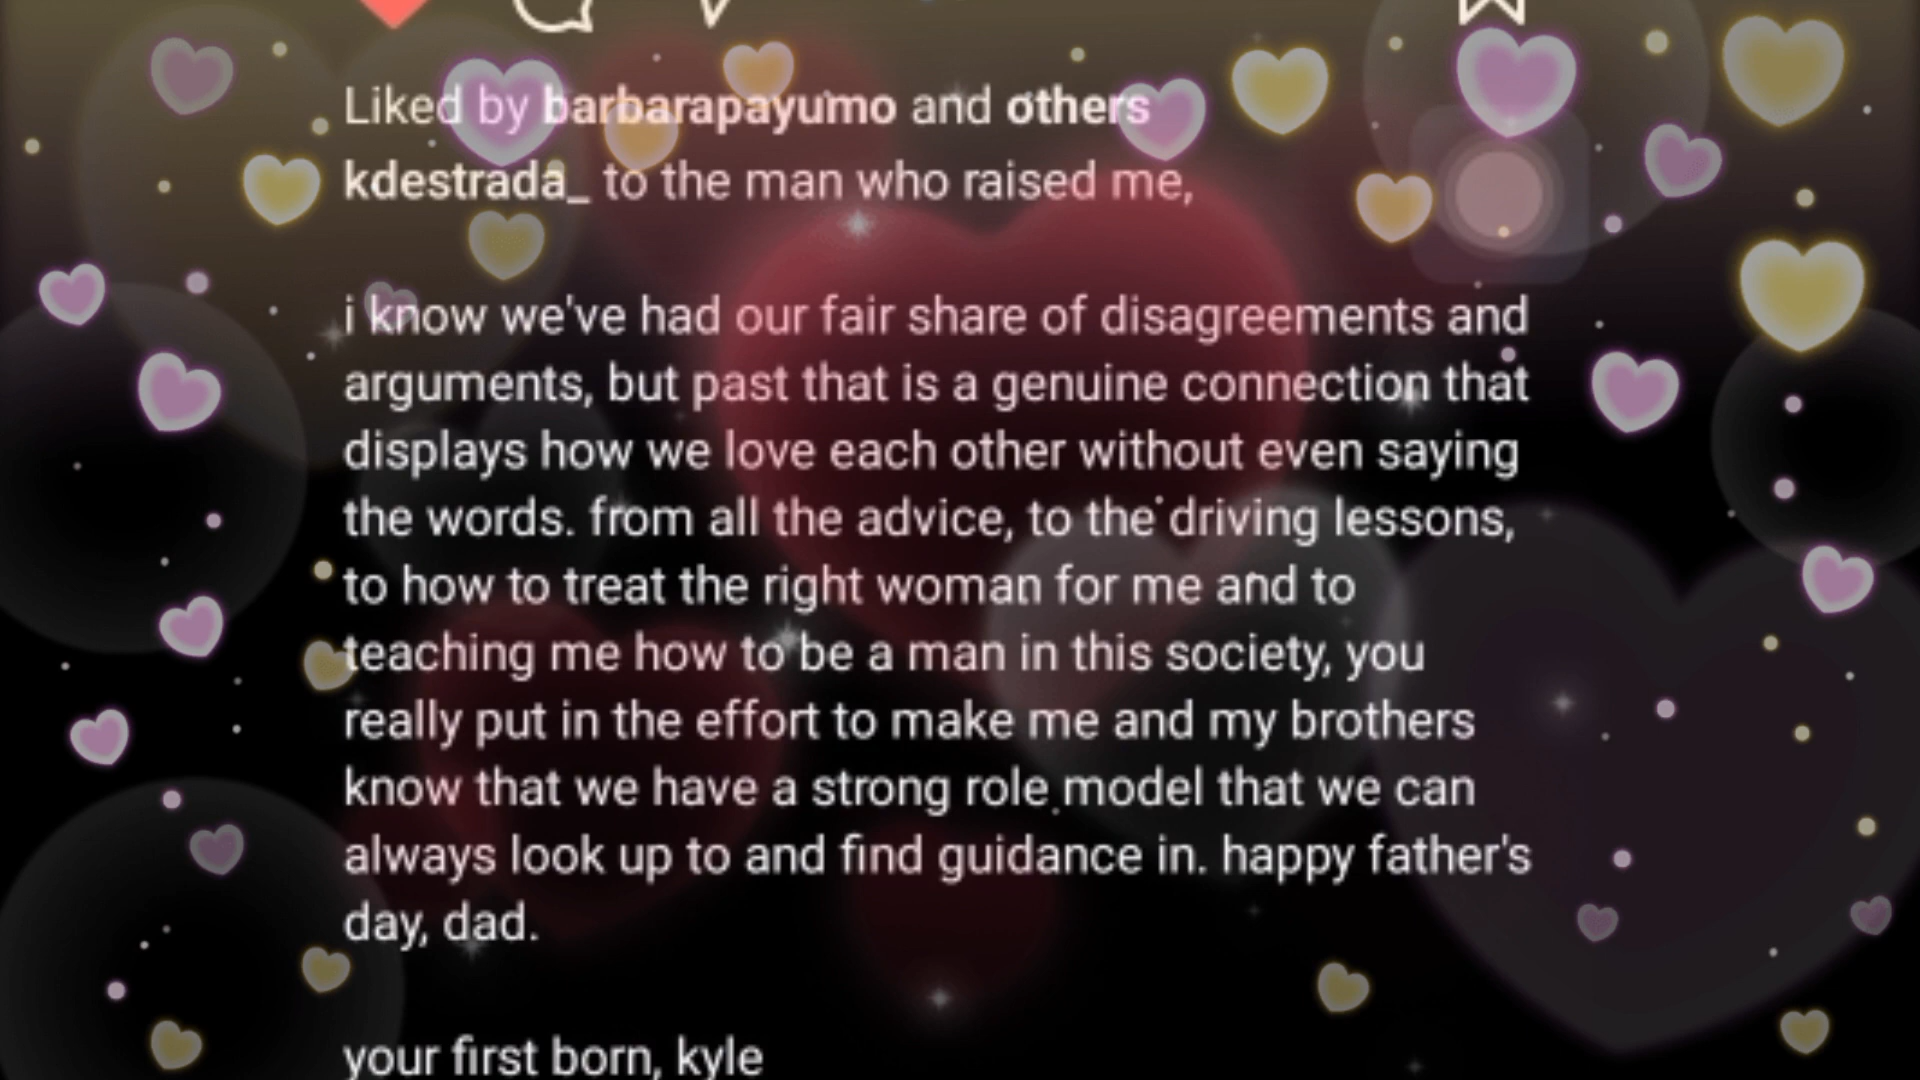 Liked by barbarapayumo and others
kdestrada_ to the man who raised me,
i know we've had our fair share of disagreements and
arguments, but past that is a genuine connection that
displays how we love each other without even saying
the words. from all the advice, to the driving lessons,
to how to treat the right woman for me and to
teaching me how to be a man in this society, you
really put in the effort to make me and my brothers
know that we have a strong role model that we can
always look up to and find guidance in. happy father's
day, dad.
your first born, kyle